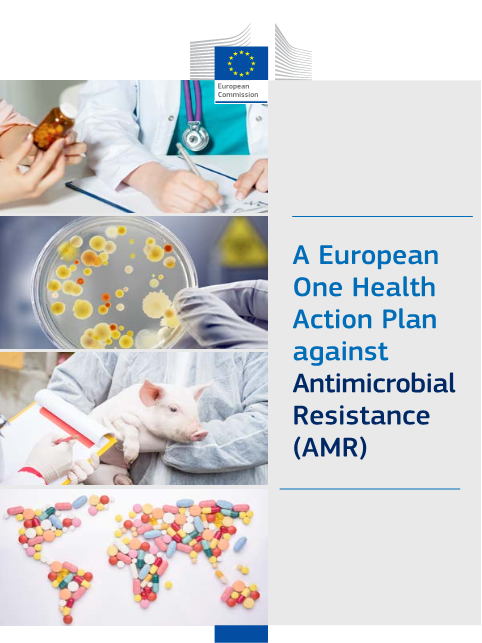 European
Commission
A European
One Health
Action Plan
against
Antimicrobial
Resistance
(AMR)